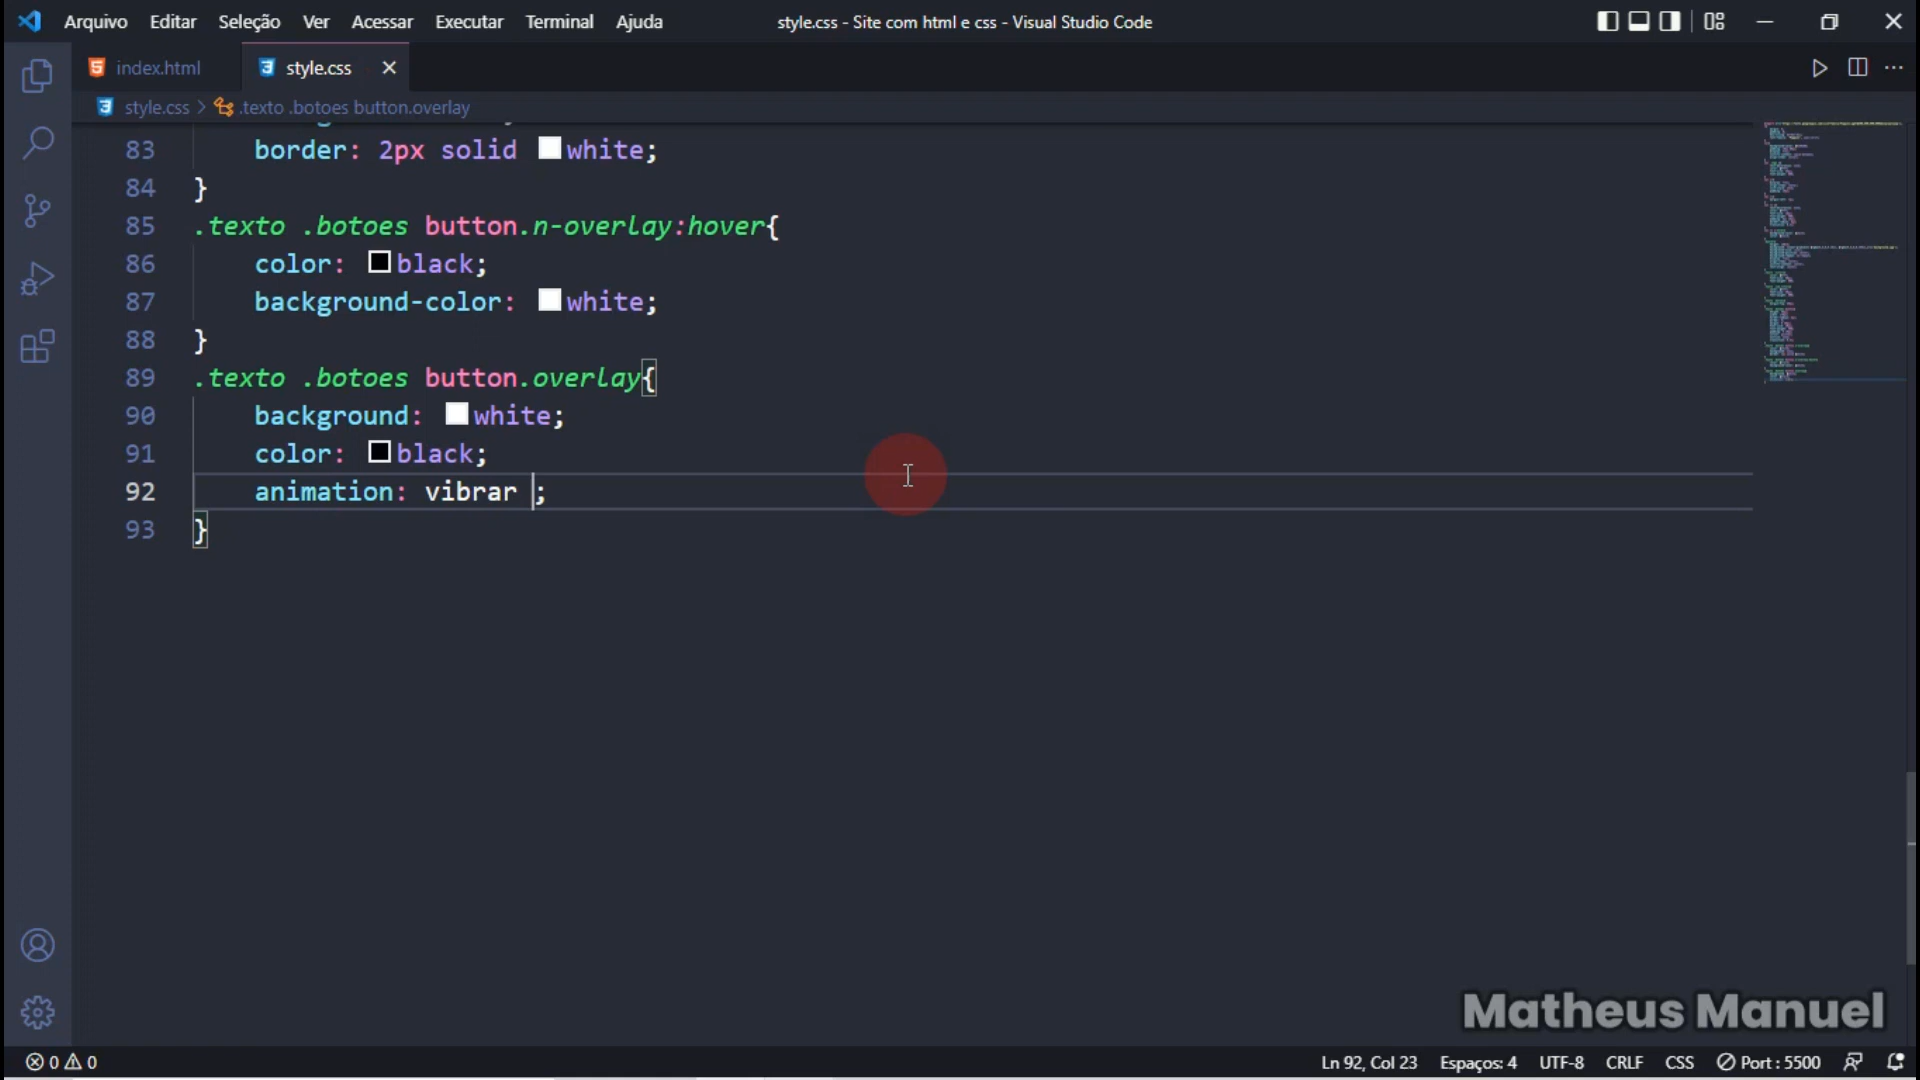 Arquivo Editar Seleção Ver Acessar Executar Terminal Ajuda style.css - Site com html e css - Visual Studio Code
index.html style.css
style.css > .texto .botoes button.overlay
83 border: 2px solid white;
84 }
85 .texto .botoes button.n-overlay:hover{
86 color: black;
87 background-color: white;
88 }
89 .texto .botoes button.overlay{
90 background: white;
91 color: black;
92 animation: vibrar ;
93 }
Matheus Manuel
0 0 Ln 92, Col 23 Espaços: 4 UTF-8 CRLF CSS Port : 5500